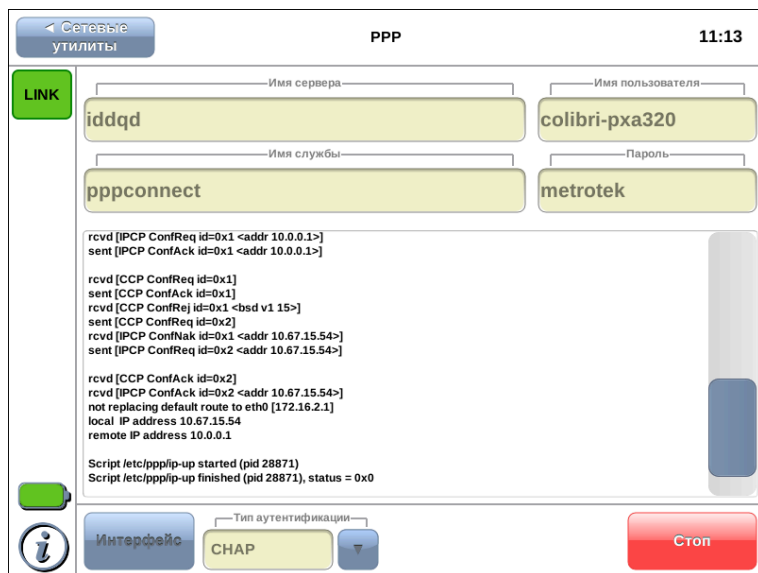 ◄ Сетевые
утилиты
PPP
11:13
LINK
Имя сервера
Имя пользователя
iddqd
colibri-pxa320
Имя службы
Пароль
pppconnect
metrotek
rcvd [IPCP ConfReq id=0x1 <addr 10.0.0.1>]
sent [IPCP ConfAck id=0x1 <addr 10.0.0.1>]
rcvd [CCP ConfReq id=0x1]
sent [CCP ConfAck id=0x1]
rcvd [CCP ConfRej id=0x1 <bsd v1 15>]
sent [CCP ConfReq id=0x2]
rcvd [IPCP ConfNak id=0x1 <addr 10.67.15.54>]
sent [IPCP ConfReq id=0x2 <addr 10.67.15.54>]
rcvd [CCP ConfAck id=0x2]
rcvd [IPCP ConfAck id=0x2 <addr 10.67.15.54>]
not replacing default route to eth0 [172.16.2.1]
local  IP address 10.67.15.54
remote IP address 10.0.0.1
Script /etc/ppp/ip-up started (pid 28871)
Script /etc/ppp/ip-up finished (pid 28871), status = 0x0
Тип аутентификации
Интерфейс
CHAP
Стоп
i